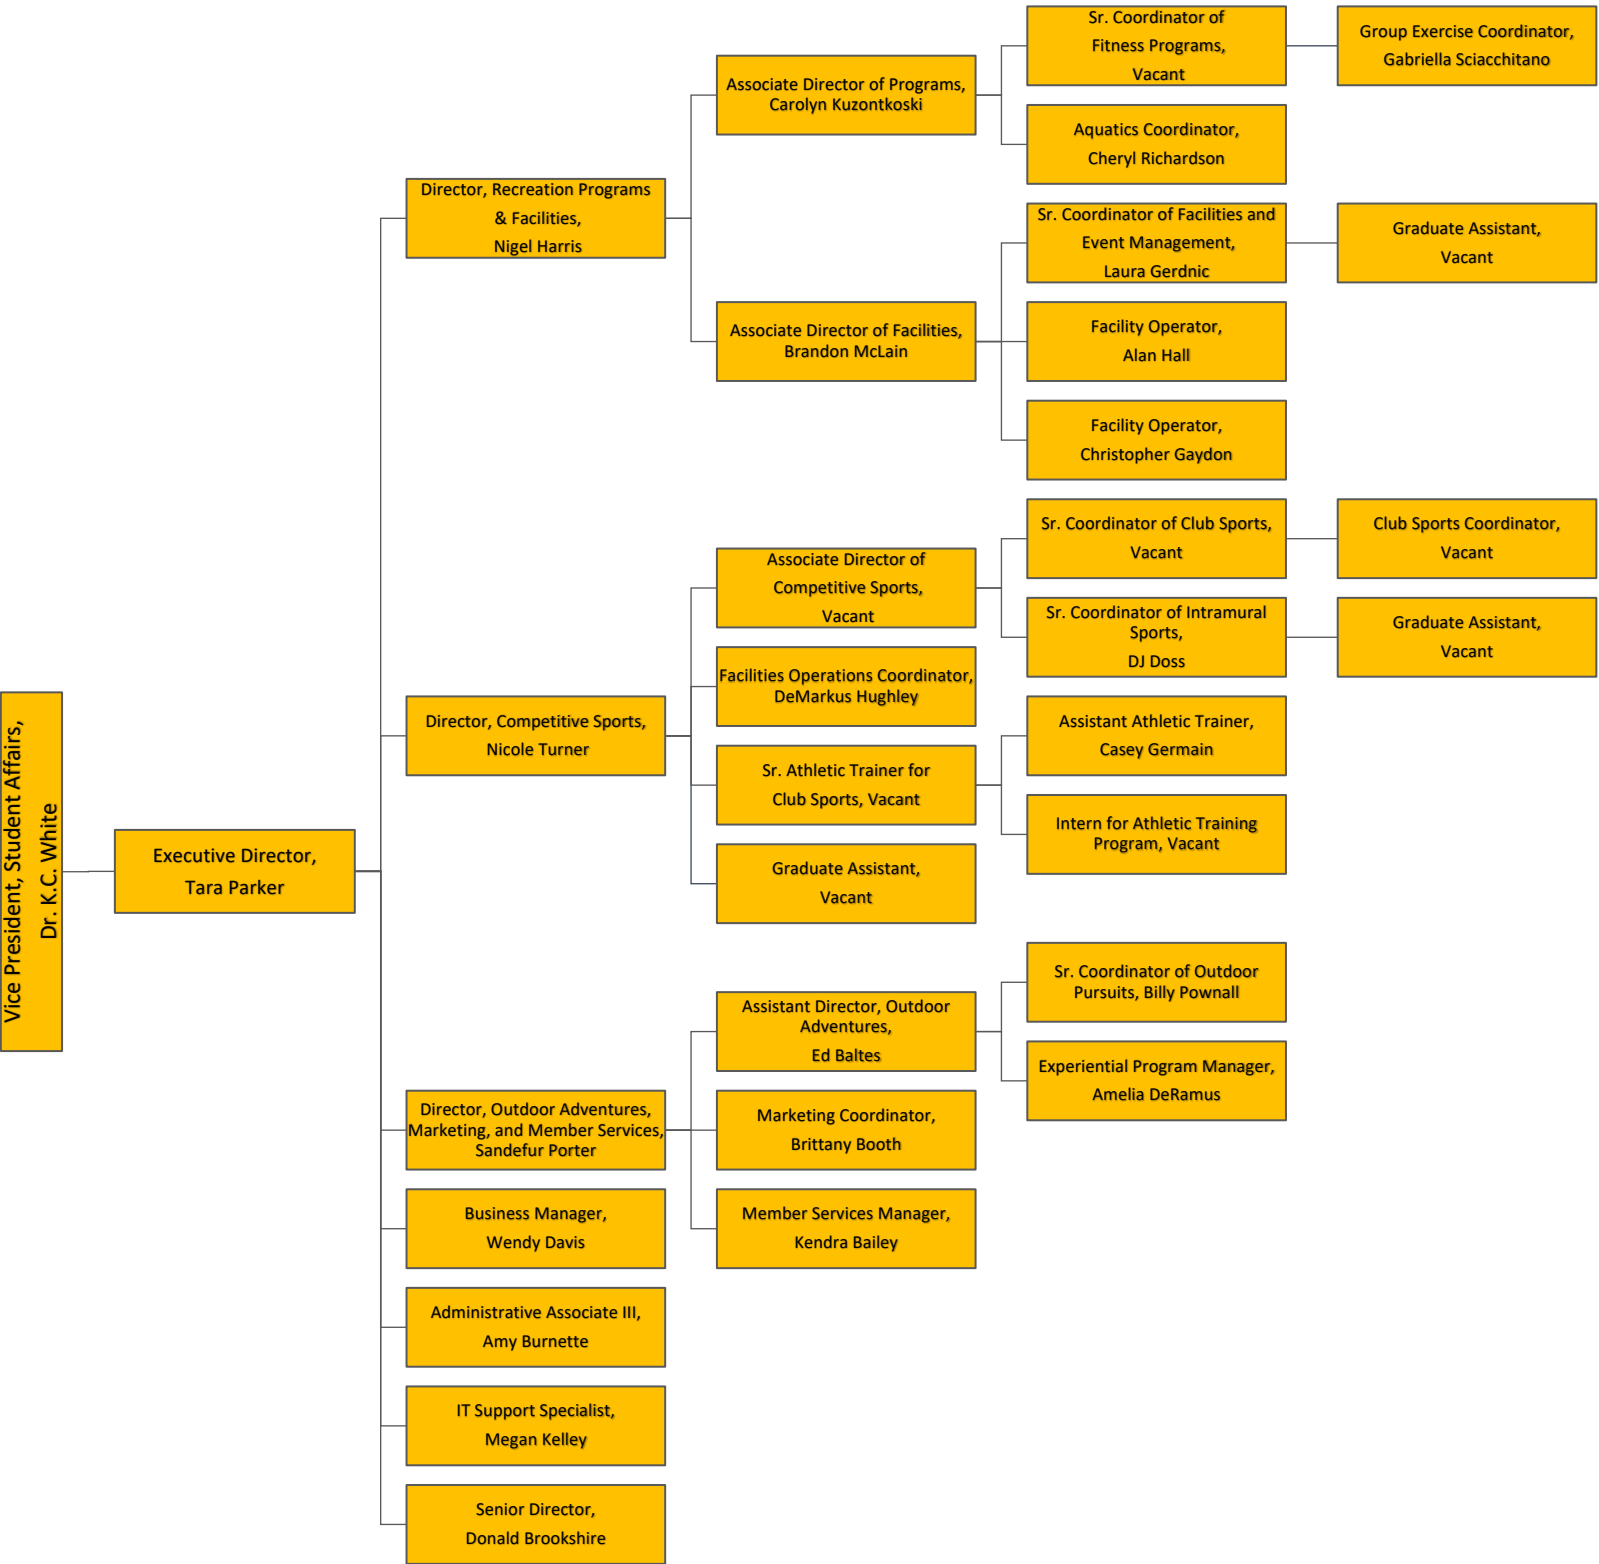 Vice President, Student Affairs,
Dr. K.C. White
Executive Director,
Tara Parker
Director, Recreation Programs
& Facilities,
Nigel Harris
Associate Director of Programs,
Carolyn Kuzontkoski
Sr. Coordinator of
Fitness Programs,
Vacant
Group Exercise Coordinator,
Gabriella Sciacchitano
Aquatics Coordinator,
Cheryl Richardson
Associate Director of Facilities,
Brandon McLain
Sr. Coordinator of Facilities and
Event Management,
Laura Gerdnic
Graduate Assistant,
Vacant
Facility Operator,
Alan Hall
Facility Operator,
Christopher Gaydon
Director, Competitive Sports,
Nicole Turner
Associate Director of
Competitive Sports,
Vacant
Sr. Coordinator of Club Sports,
Vacant
Club Sports Coordinator,
Vacant
Sr. Coordinator of Intramural
Sports,
DJ Doss
Graduate Assistant,
Vacant
Facilities Operations Coordinator,
DeMarkus Hughley
Sr. Athletic Trainer for
Club Sports, Vacant
Assistant Athletic Trainer,
Casey Germain
Intern for Athletic Training
Program, Vacant
Graduate Assistant,
Vacant
Director, Outdoor Adventures,
Marketing, and Member Services,
Sandefur Porter
Assistant Director, Outdoor
Adventures,
Ed Baltes
Sr. Coordinator of Outdoor
Pursuits, Billy Pownall
Experiential Program Manager,
Amelia DeRamus
Marketing Coordinator,
Brittany Booth
Member Services Manager,
Kendra Bailey
Business Manager,
Wendy Davis
Administrative Associate III,
Amy Burnette
IT Support Specialist,
Megan Kelley
Senior Director,
Donald Brookshire